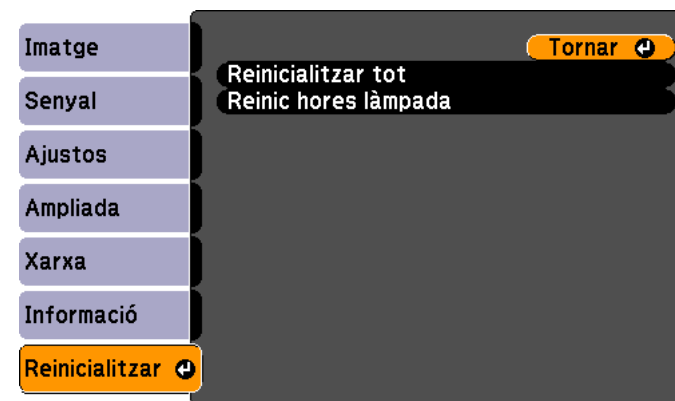 Imatge
Senyal
Ajustos
Ampliada
Xarxa
Informació
Reinicialitzar
Tornar
Reinicialitzar tot
Reinic hores làmpada